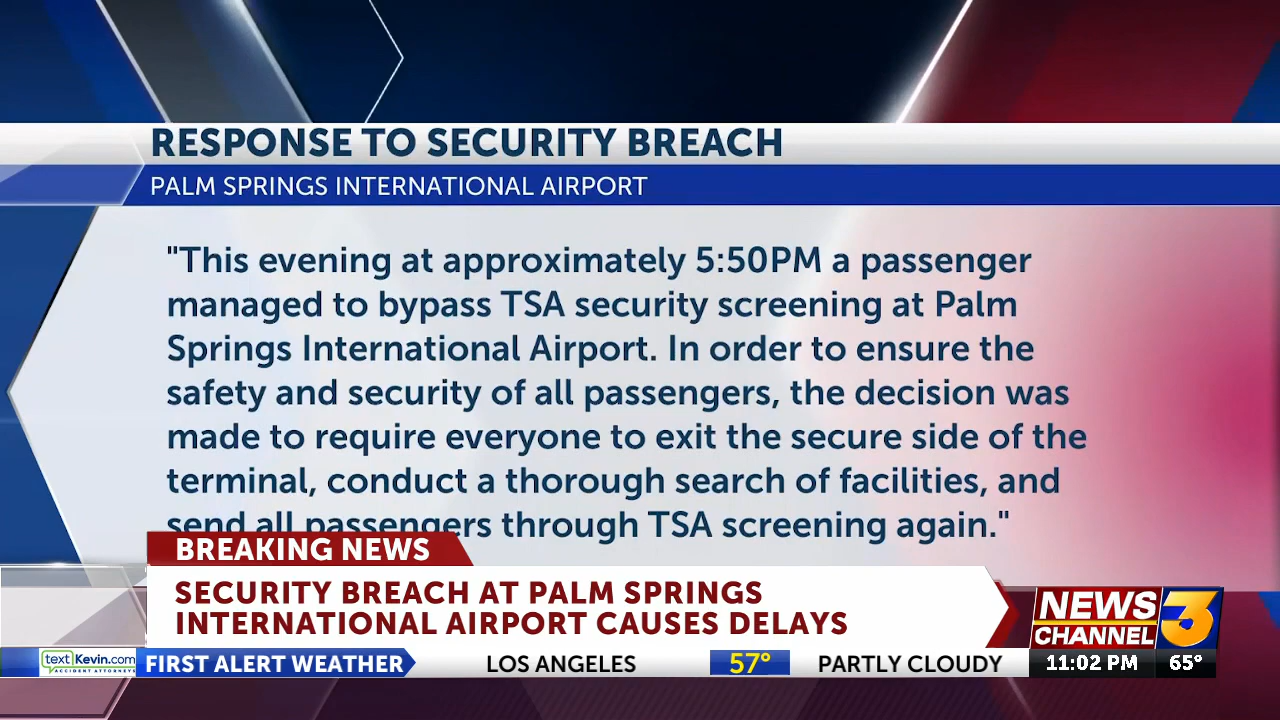 RESPONSE TO SECURITY BREACH
PALM SPRINGS INTERNATIONAL AIRPORT
"This evening at approximately 5:50PM a passenger
managed to bypass TSA security screening at Palm
Springs International Airport. In order to ensure the
safety and security of all passengers, the decision was
made to require everyone to exit the secure side of the
terminal, conduct a thorough search of facilities, and
send all passengers through TSA screening again."
BREAKING NEWS
SECURITY BREACH AT PALM SPRINGS
INTERNATIONAL AIRPORT CAUSES DELAYS
NEWS
CHANNEL 3
text Kevin.com
ACCIDENT ATTORNEYS
FIRST ALERT WEATHER LOS ANGELES 57° PARTLY CLOUDY 11:02 PM 65°